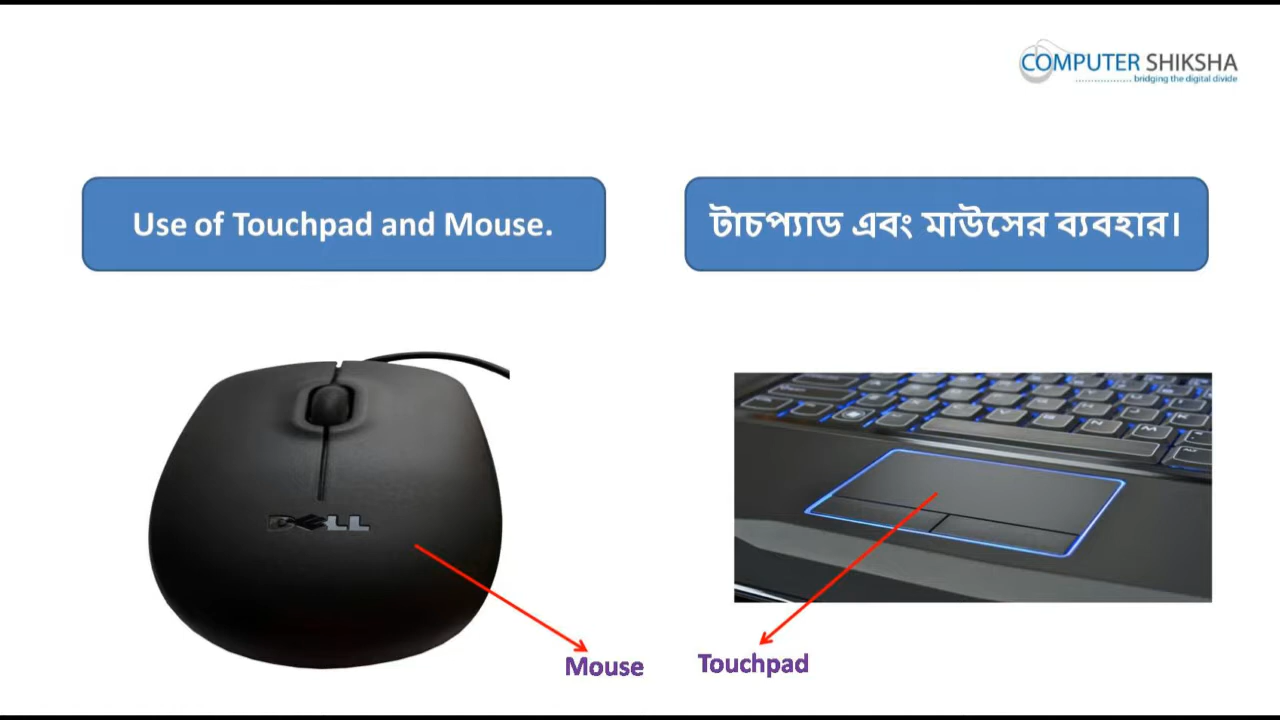 COMPUTER SHIKSHA
bridging the digital divide
Use of Touchpad and Mouse.
টাচপ্যাড এবং মাউসের ব্যবহার।
DELL
Mouse
Touchpad